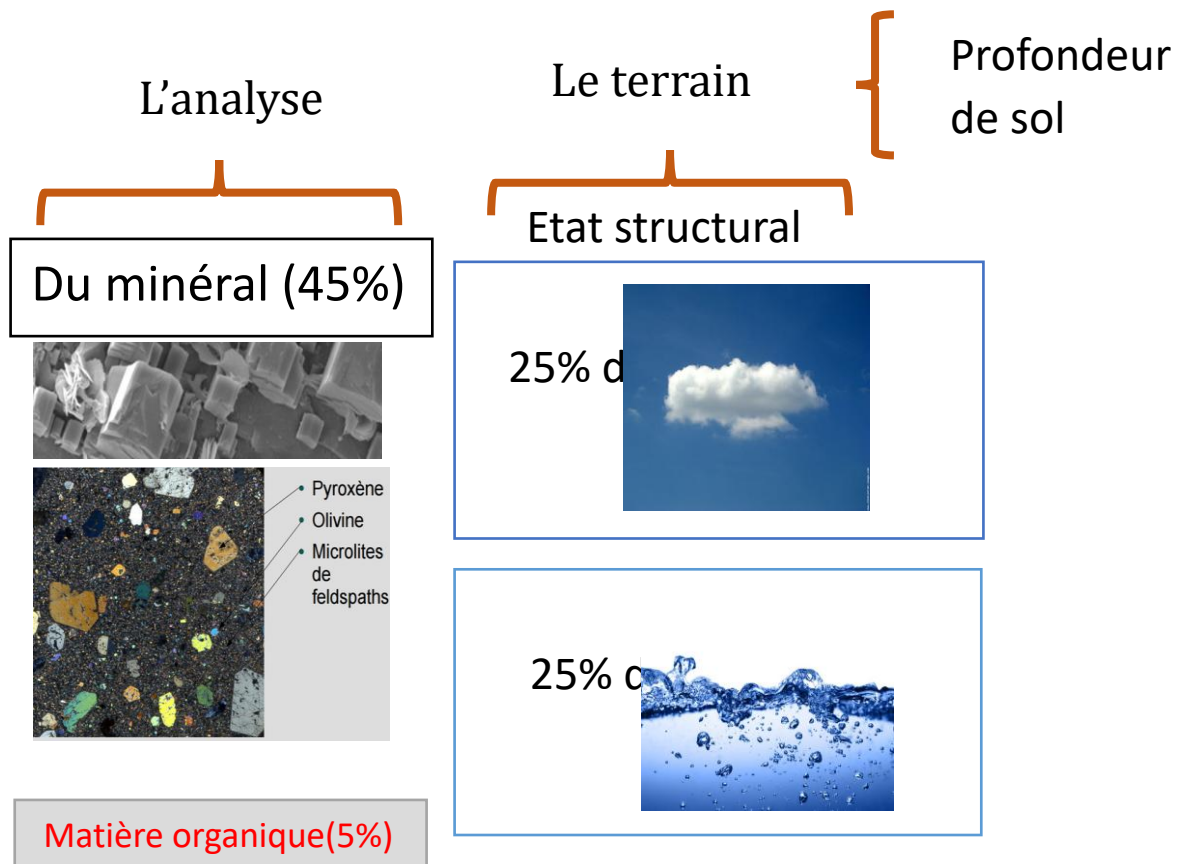 L'analyse
Le terrain
Profondeur
de sol
Etat structural
Du minéral (45%)
25% d
• Pyroxène
• Olivine
• Microlites
de
feldspaths
25% d
Matière organique(5%)